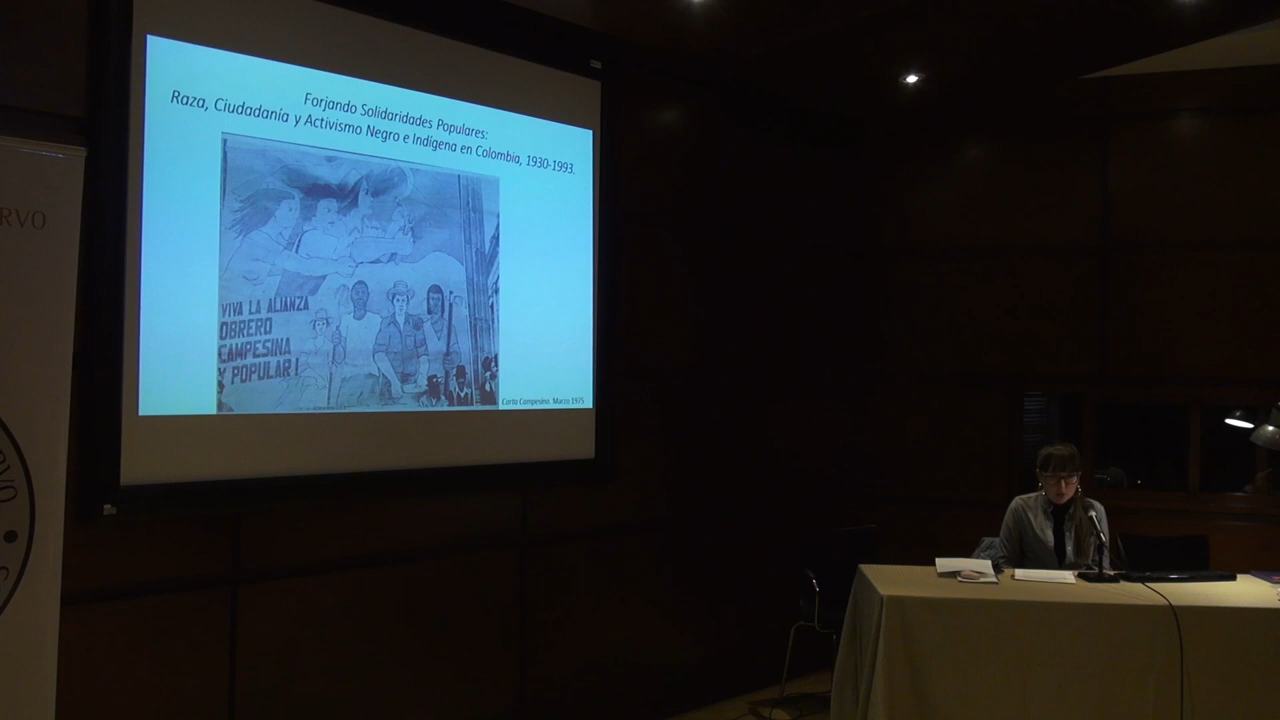 Forjando Solidaridades Populares:
Raza, Ciudadanía y Activismo Negro e Indígena en Colombia, 1930-1993.
VIVA LA ALIANZA
OBRERO
CAMPESINA
Y POPULAR!
Carta Campesina. Marzo 1975
RVO
RVO